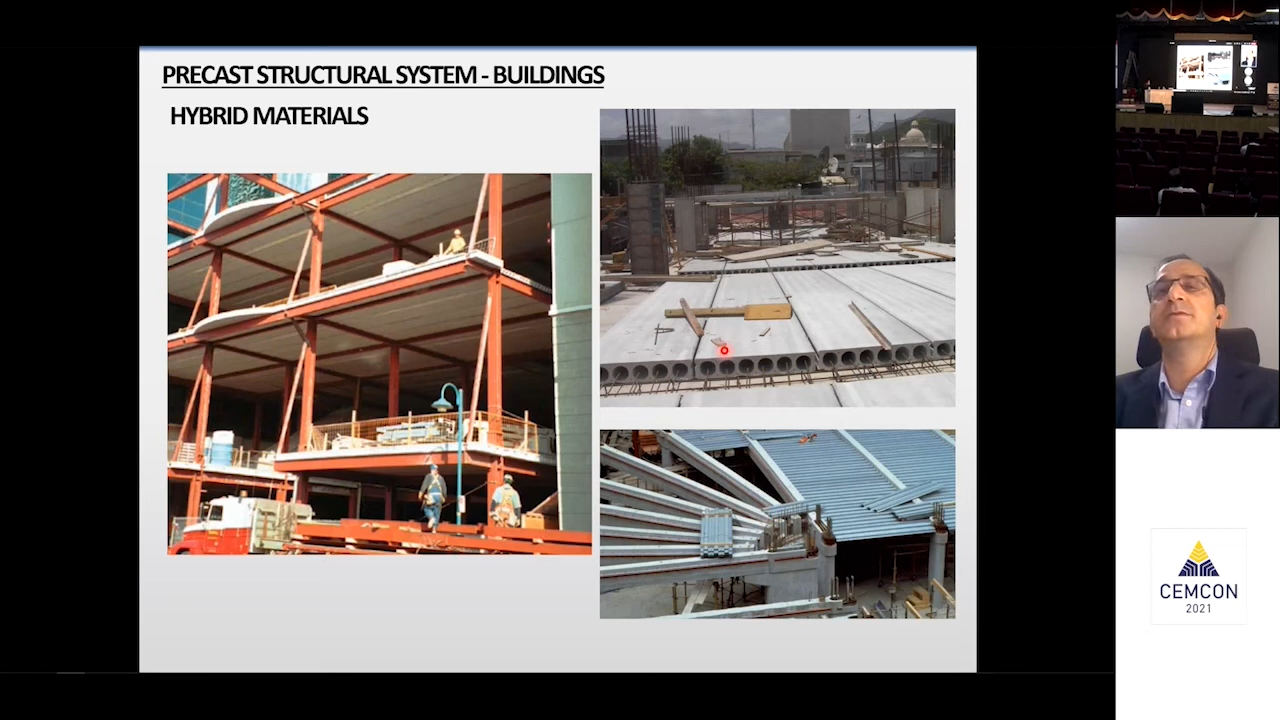 PRECAST STRUCTURAL SYSTEM - BUILDINGS
HYBRID MATERIALS
CEMCON
2021